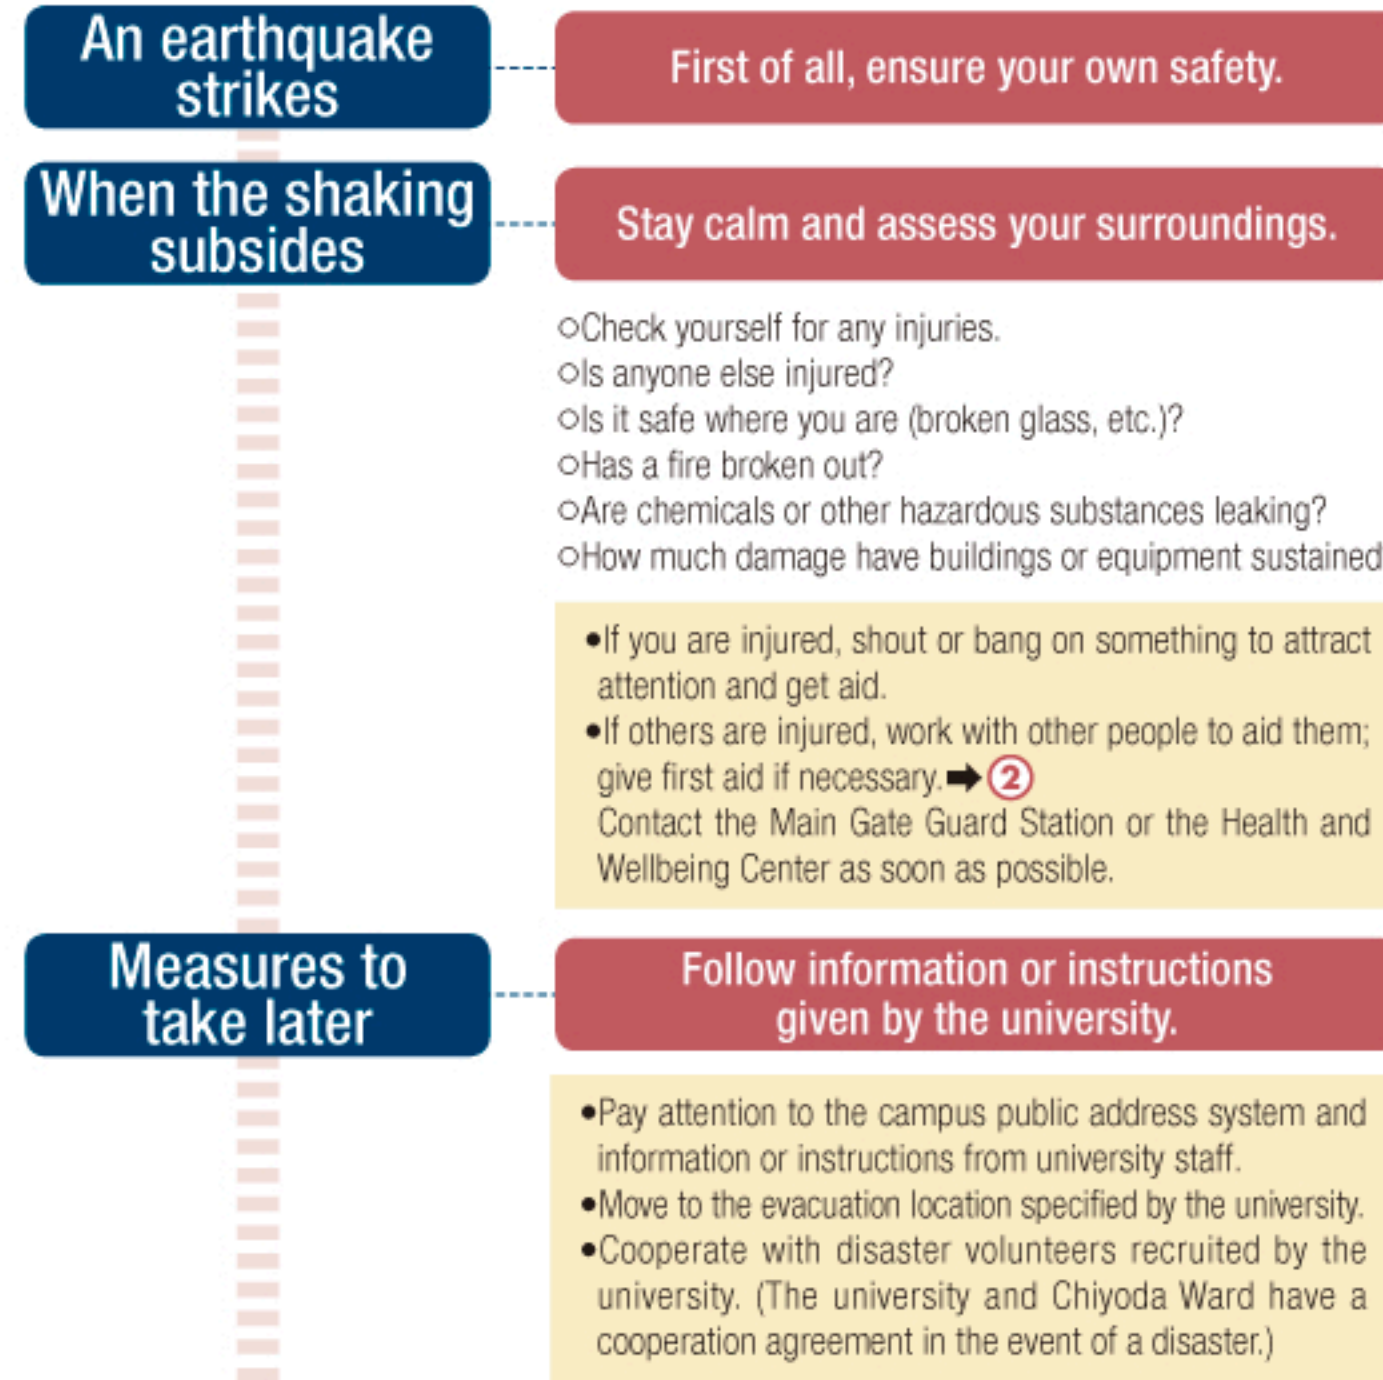 An earthquake
strikes
First of all, ensure your own safety.
When the shaking
subsides
Stay calm and assess your surroundings.
○Check yourself for any injuries.
○Is anyone else injured?
○Is it safe where you are (broken glass, etc.)?
○Has a fire broken out?
○Are chemicals or other hazardous substances leaking?
○How much damage have buildings or equipment sustained
●If you are injured, shout or bang on something to attract
attention and get aid.
●If others are injured, work with other people to aid them;
give first aid if necessary.➡②
Contact the Main Gate Guard Station or the Health and
Wellbeing Center as soon as possible.
Measures to
take later
Follow information or instructions
given by the university.
●Pay attention to the campus public address system and
information or instructions from university staff.
●Move to the evacuation location specified by the university.
●Cooperate with disaster volunteers recruited by the
university. (The university and Chiyoda Ward have a
cooperation agreement in the event of a disaster.)